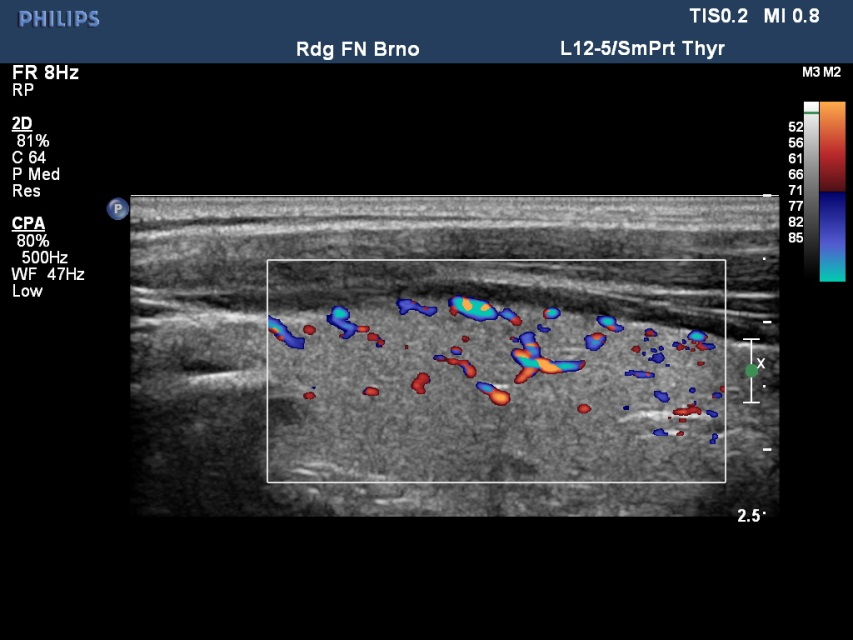 PHILIPS
TIS0.2 MI 0.8
Rdg FN Brno
L12-5/SmPrt Thyr
FR 8Hz
RP
M3 M2
2D
81%
C 64
P Med
Res
CPA
80%
500Hz
WF 47Hz
Low
52
56
61
66
71
77
82
85
P
X
2.5